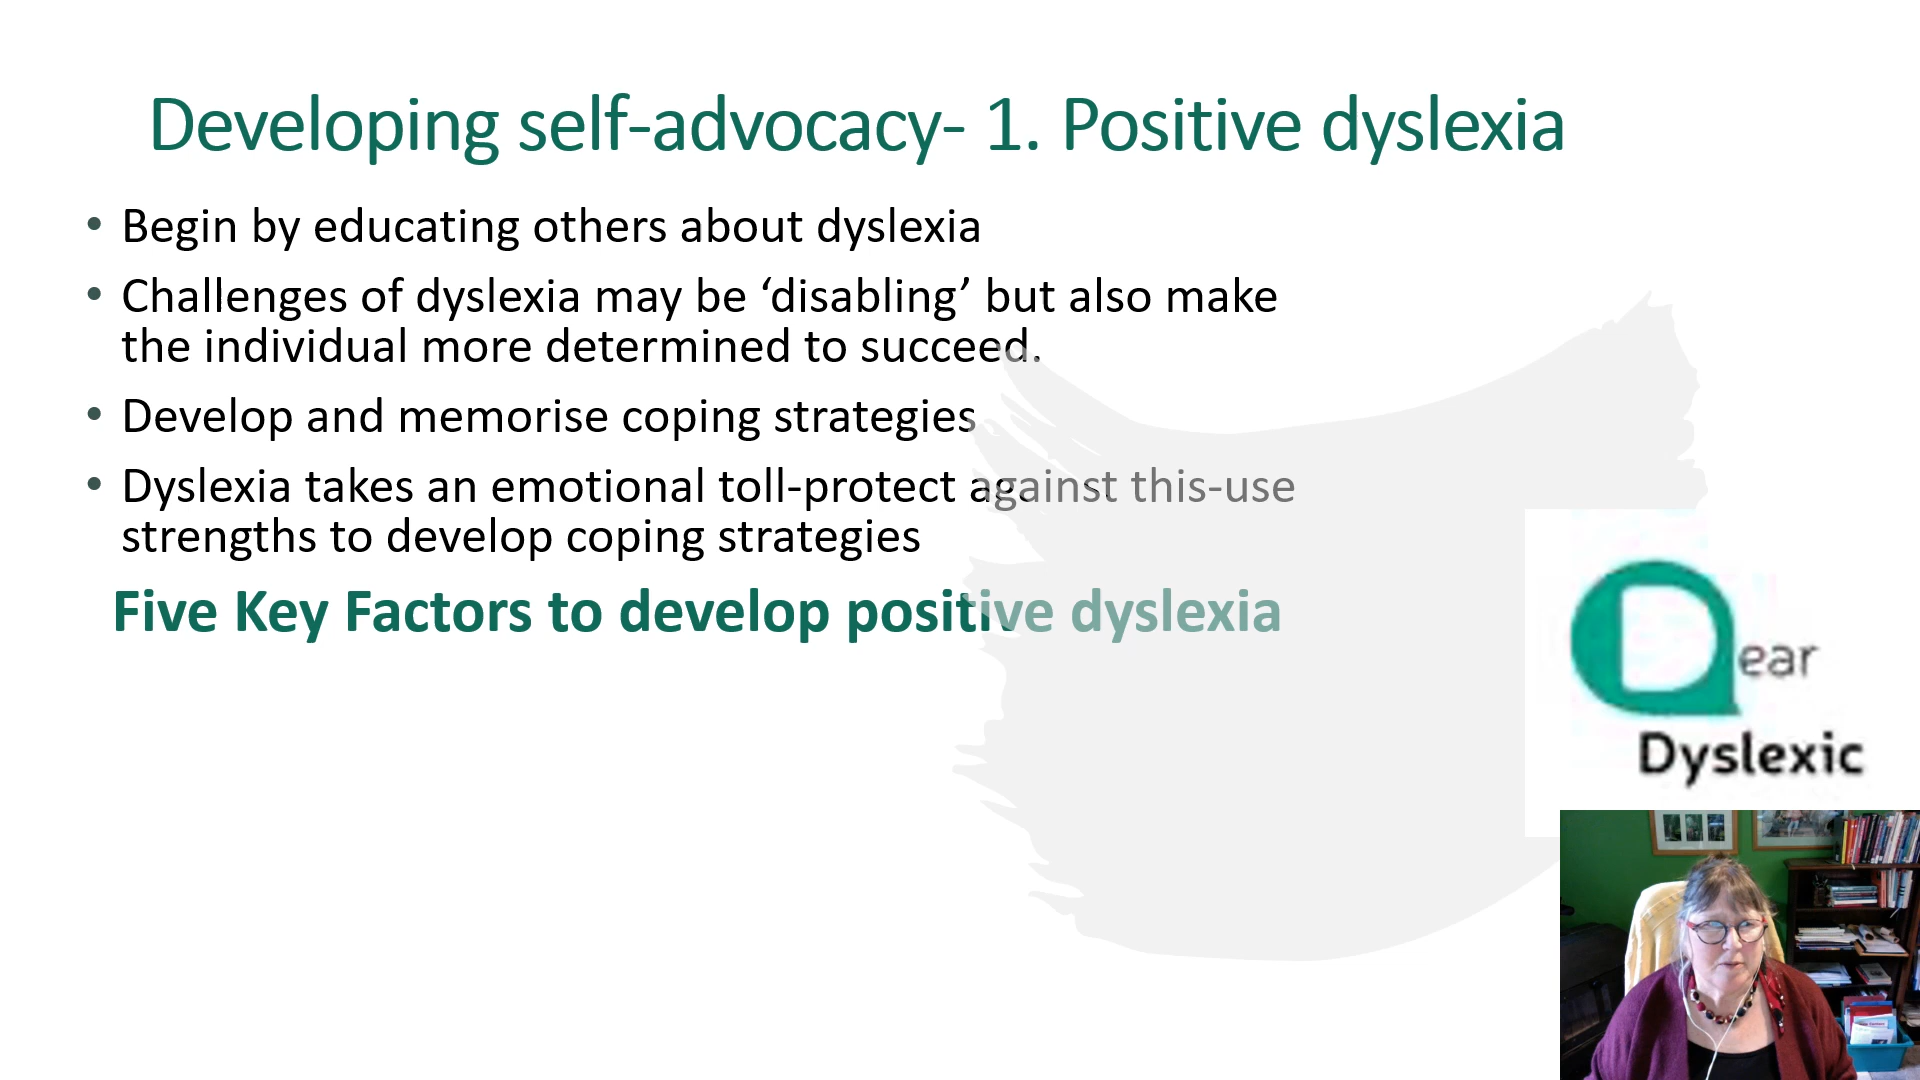 Developing self-advocacy- 1. Positive dyslexia
• Begin by educating others about dyslexia
• Challenges of dyslexia may be ‘disabling’ but also make
the individual more determined to succeed.
• Develop and memorise coping strategies
• Dyslexia takes an emotional toll-protect against this-use
strengths to develop coping strategies
Five Key Factors to develop positive dyslexia
Dear
Dyslexic